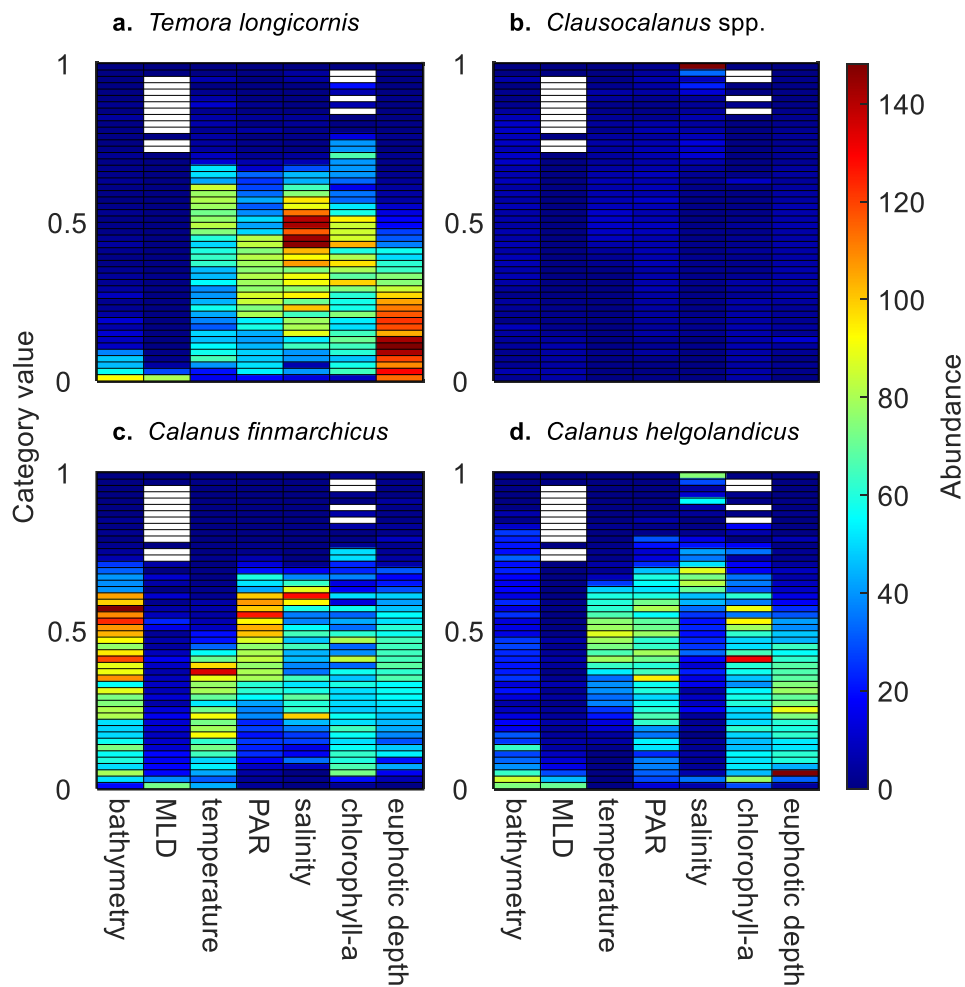 a. Temora longicornis
b. Clausocalanus spp.
1
0.5
0
1
0.5
0
c. Calanus finmarchicus
d. Calanus helgolandicus
1
0.5
0
1
0.5
0
Category value
bathymetry
MLD
temperature
PAR
salinity
chlorophyll-a
euphotic depth
bathymetry
MLD
temperature
PAR
salinity
chlorophyll-a
euphotic depth
140
120
100
80
60
40
20
0
Abundance